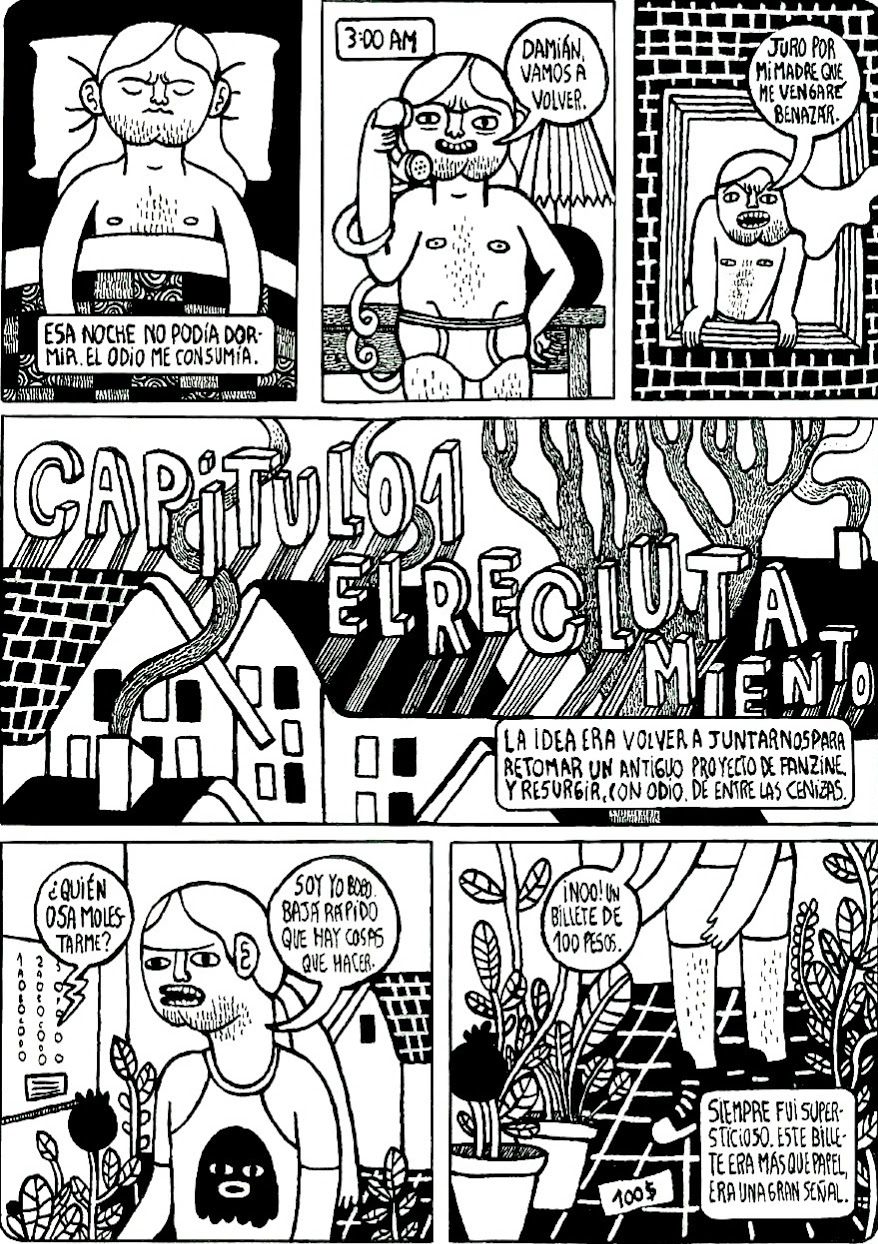 ESA NOCHE NO PODÍA DOR-
MIR. EL ODIO ME CONSUMÍA.
3:00 AM
DAMIÁN,
VAMOS A
VOLVER.
JURO POR
MI MADRE QUE
ME VENGARÉ
BENAZAR.
CAPÍTULO 1
EL RECLUTA
MIENTO
LA IDEA ERA VOLVER A JUNTARNOS PARA
RETOMAR UN ANTIGUO PROYECTO DE FANZINE.
Y RESURGIR, CON ODIO, DE ENTRE LAS CENIZAS.
¿QUIÉN
OSA MOLES-
TARME?
SOY YO BOBO.
BAJÁ RÁPIDO
QUE HAY COSAS
QUE HACER.
¡NOO! UN
BILLETE DE
100 PESOS.
SIEMPRE FUI SUPER-
STICIOSO. ESTE BILLE-
TE ERA MÁS QUE PAPEL,
ERA UNA GRAN SEÑAL.
100$